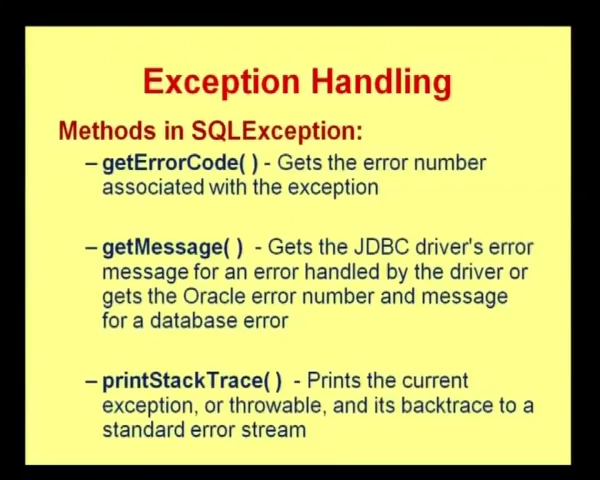 Exception Handling
Methods in SQLException:
– getErrorCode( ) - Gets the error number
associated with the exception
– getMessage( )  - Gets the JDBC driver's error
message for an error handled by the driver or
gets the Oracle error number and message
for a database error
– printStackTrace( )  - Prints the current
exception, or throwable, and its backtrace to a
standard error stream